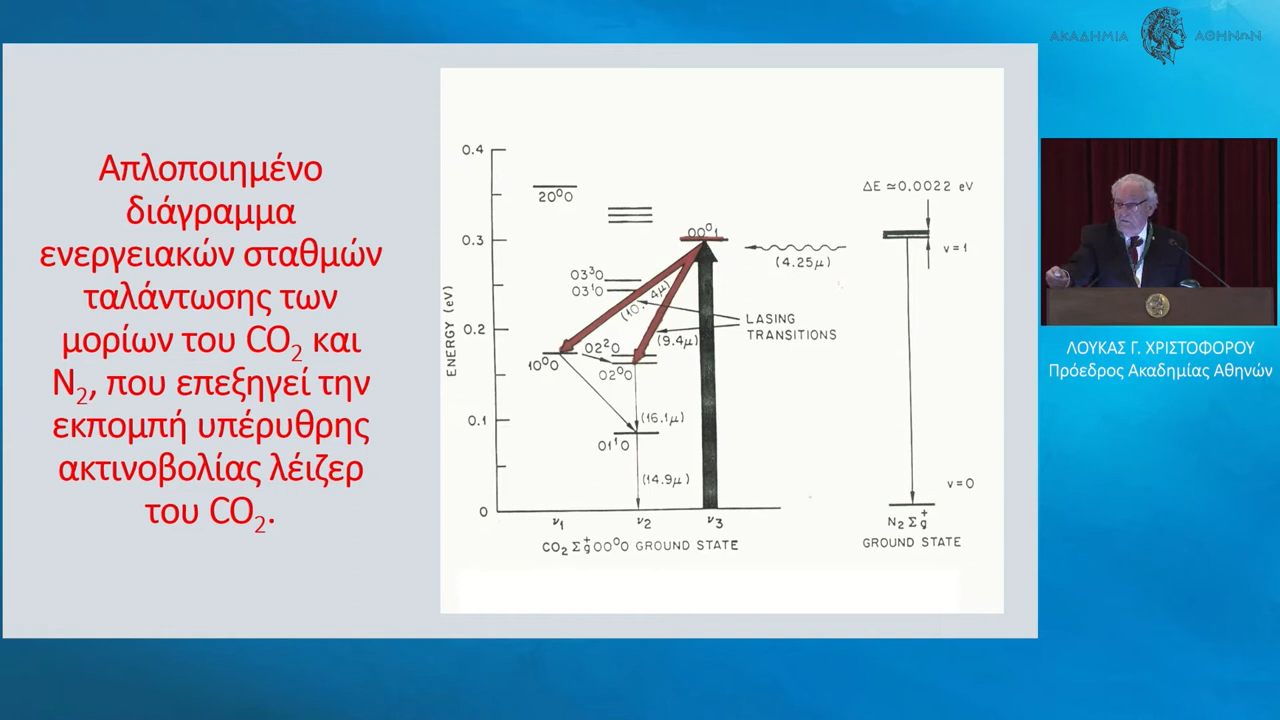 ΑΚΑΔΗΜΙΑ ΑΘΗΝΩΝ
Απλοποιημένο
διάγραμμα
ενεργειακών σταθμών
ταλάντωσης των
μορίων του CO₂ και
N₂, που επεξηγεί την
εκπομπή υπέρυθρης
ακτινοβολίας λέιζερ
του CO₂.
ENERGY (eV)
0.4
0.3
0.2
0.1
0
20⁰0
00⁰1
03³0
03¹0
(4.25μ)
LASING
TRANSITIONS
(9.4μ)
10⁰0
02²0
02⁰0
(16.1μ)
01¹0
(14.9μ)
ν₁
ν₂
ν₃
CO₂ Σg⁺ 00⁰0 GROUND STATE
ΔE ≃ 0.0022 eV
v=1
v=0
N₂ Σg⁺
GROUND STATE
ΛΟΥΚΑΣ Γ. ΧΡΙΣΤΟΦΟΡΟΥ
Πρόεδρος Ακαδημίας Αθηνών